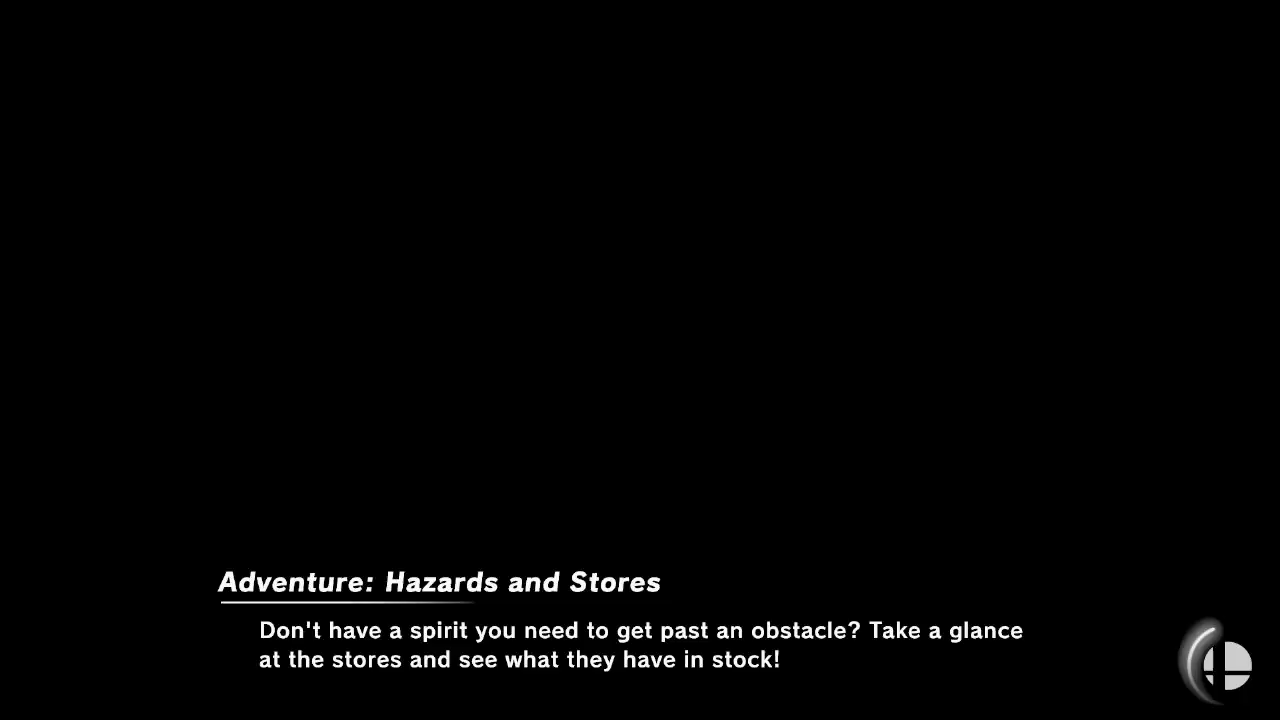 Adventure: Hazards and Stores
Don't have a spirit you need to get past an obstacle? Take a glance
at the stores and see what they have in stock!